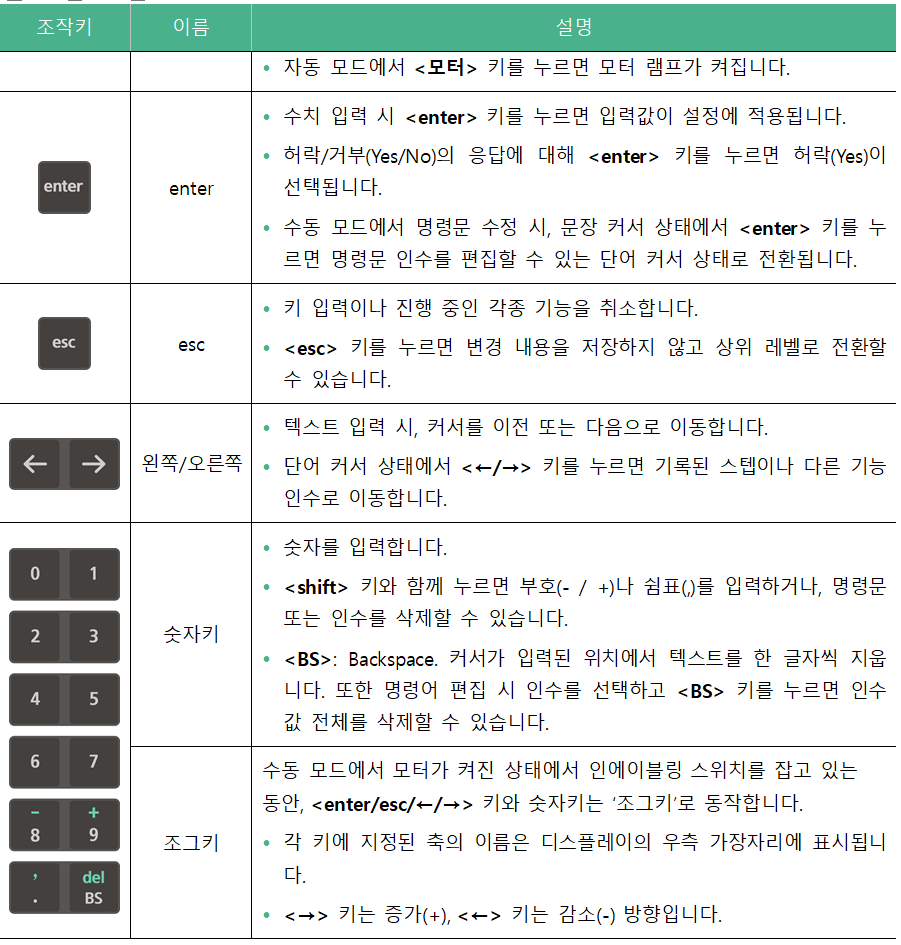 조작키 이름 설명
• 자동 모드에서 <모터> 키를 누르면 모터 램프가 켜집니다.
enter
enter
• 수치 입력 시 <enter> 키를 누르면 입력값이 설정에 적용됩니다.
• 허락/거부(Yes/No)의 응답에 대해 <enter> 키를 누르면 허락(Yes)이
선택됩니다.
• 수동 모드에서 명령문 수정 시, 문장 커서 상태에서 <enter> 키를 누
르면 명령문 인수를 편집할 수 있는 단어 커서 상태로 전환됩니다.
esc
esc
• 키 입력이나 진행 중인 각종 기능을 취소합니다.
• <esc> 키를 누르면 변경 내용을 저장하지 않고 상위 레벨로 전환할
수 있습니다.
← →
왼쪽/오른쪽
• 텍스트 입력 시, 커서를 이전 또는 다음으로 이동합니다.
• 단어 커서 상태에서 <←/→> 키를 누르면 기록된 스텝이나 다른 기능
인수로 이동합니다.
0 1
2 3
4 5
6 7
- +
8 9
, del
. BS
숫자키
• 숫자를 입력합니다.
• <shift> 키와 함께 누르면 부호(- / +)나 쉼표(,)를 입력하거나, 명령문
또는 인수를 삭제할 수 있습니다.
• <BS>: Backspace. 커서가 입력된 위치에서 텍스트를 한 글자씩 지웁
니다. 또한 명령어 편집 시 인수를 선택하고 <BS> 키를 누르면 인수
값 전체를 삭제할 수 있습니다.
조그키
수동 모드에서 모터가 켜진 상태에서 인에이블링 스위치를 잡고 있는
동안, <enter/esc/←/→> 키와 숫자키는 ‘조그키’로 동작합니다.
• 각 키에 지정된 축의 이름은 디스플레이의 우측 가장자리에 표시됩니
다.
• <→> 키는 증가(+), <←> 키는 감소(-) 방향입니다.